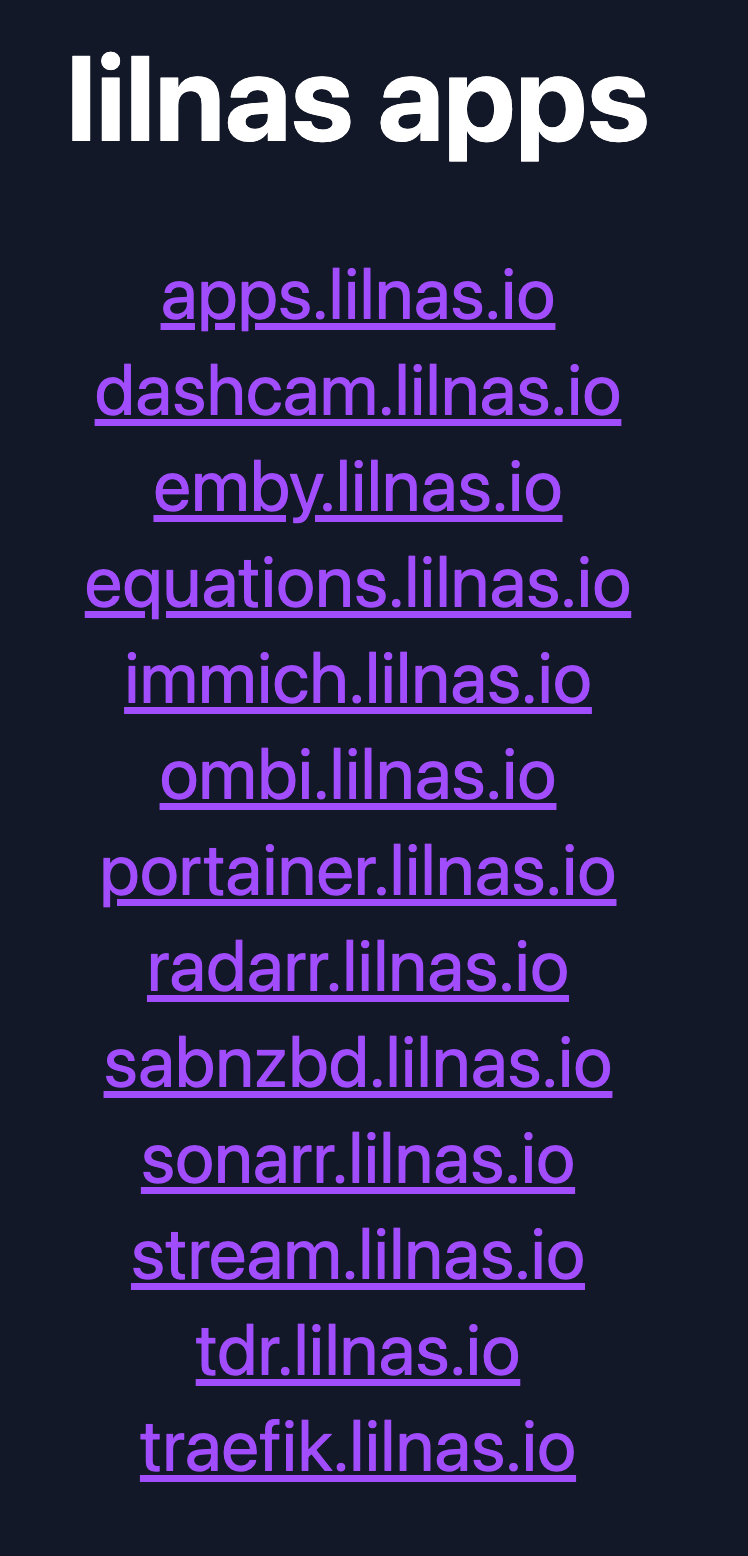 lilnas apps
apps.lilnas.io
dashcam.lilnas.io
emby.lilnas.io
equations.lilnas.io
immich.lilnas.io
ombi.lilnas.io
portainer.lilnas.io
radarr.lilnas.io
sabnzbd.lilnas.io
sonarr.lilnas.io
stream.lilnas.io
tdr.lilnas.io
traefik.lilnas.io